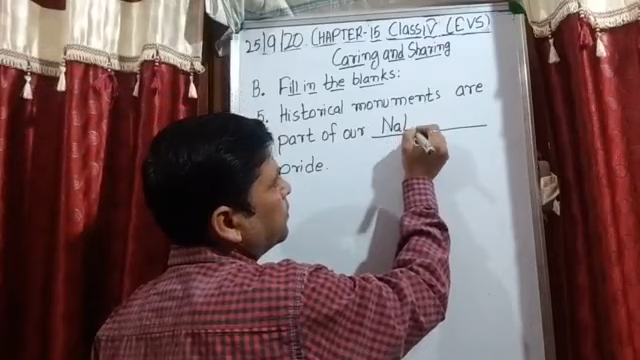 25/9/20. CHAPTER-15 Class IV (EVS)
Caring and Sharing
B. Fill in the blanks:
5. Historical monuments are
part of our Na
pride.